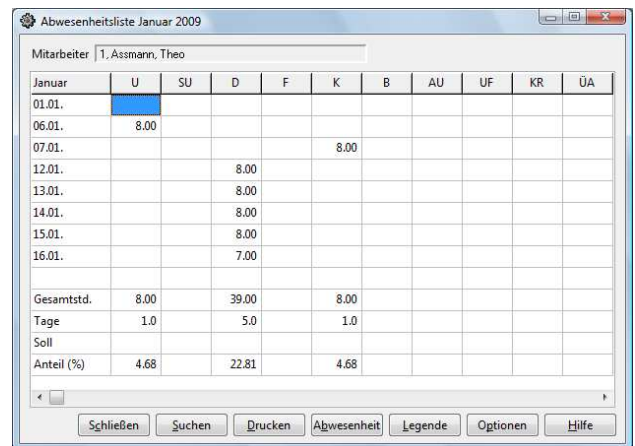 Abwesenheitsliste Januar 2009
Mitarbeiter 1, Assmann, Theo
Januar U SU D F K B AU UF KR ÜA
01.01.
06.01. 8.00
07.01. 8.00
12.01. 8.00
13.01. 8.00
14.01. 8.00
15.01. 8.00
16.01. 7.00
Gesamtstd. 8.00 39.00 8.00
Tage 1.0 5.0 1.0
Soll
Anteil (%) 4.68 22.81 4.68
Schließen Suchen Drucken Abwesenheit Legende Optionen Hilfe